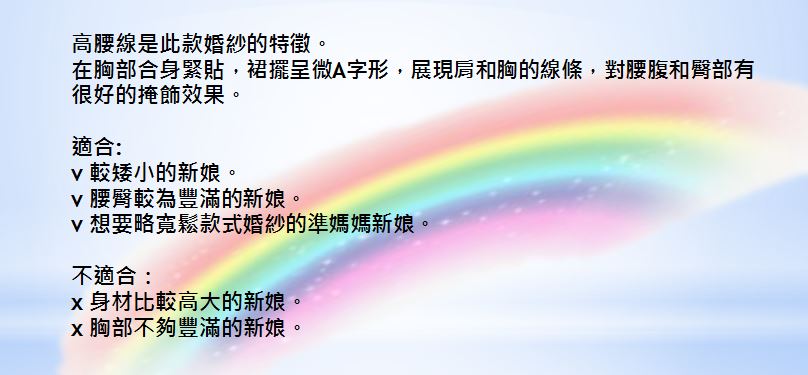 高腰線是此款婚紗的特徵。
在胸部合身緊貼，裙擺呈微A字形，展現肩和胸的線條，對腰腹和臀部有
很好的掩飾效果。
適合:
v 較矮小的新娘。
v 腰臀較為豐滿的新娘。
v 想要略寬鬆款式婚紗的準媽媽新娘。
不適合：
x 身材比較高大的新娘。
x 胸部不夠豐滿的新娘。